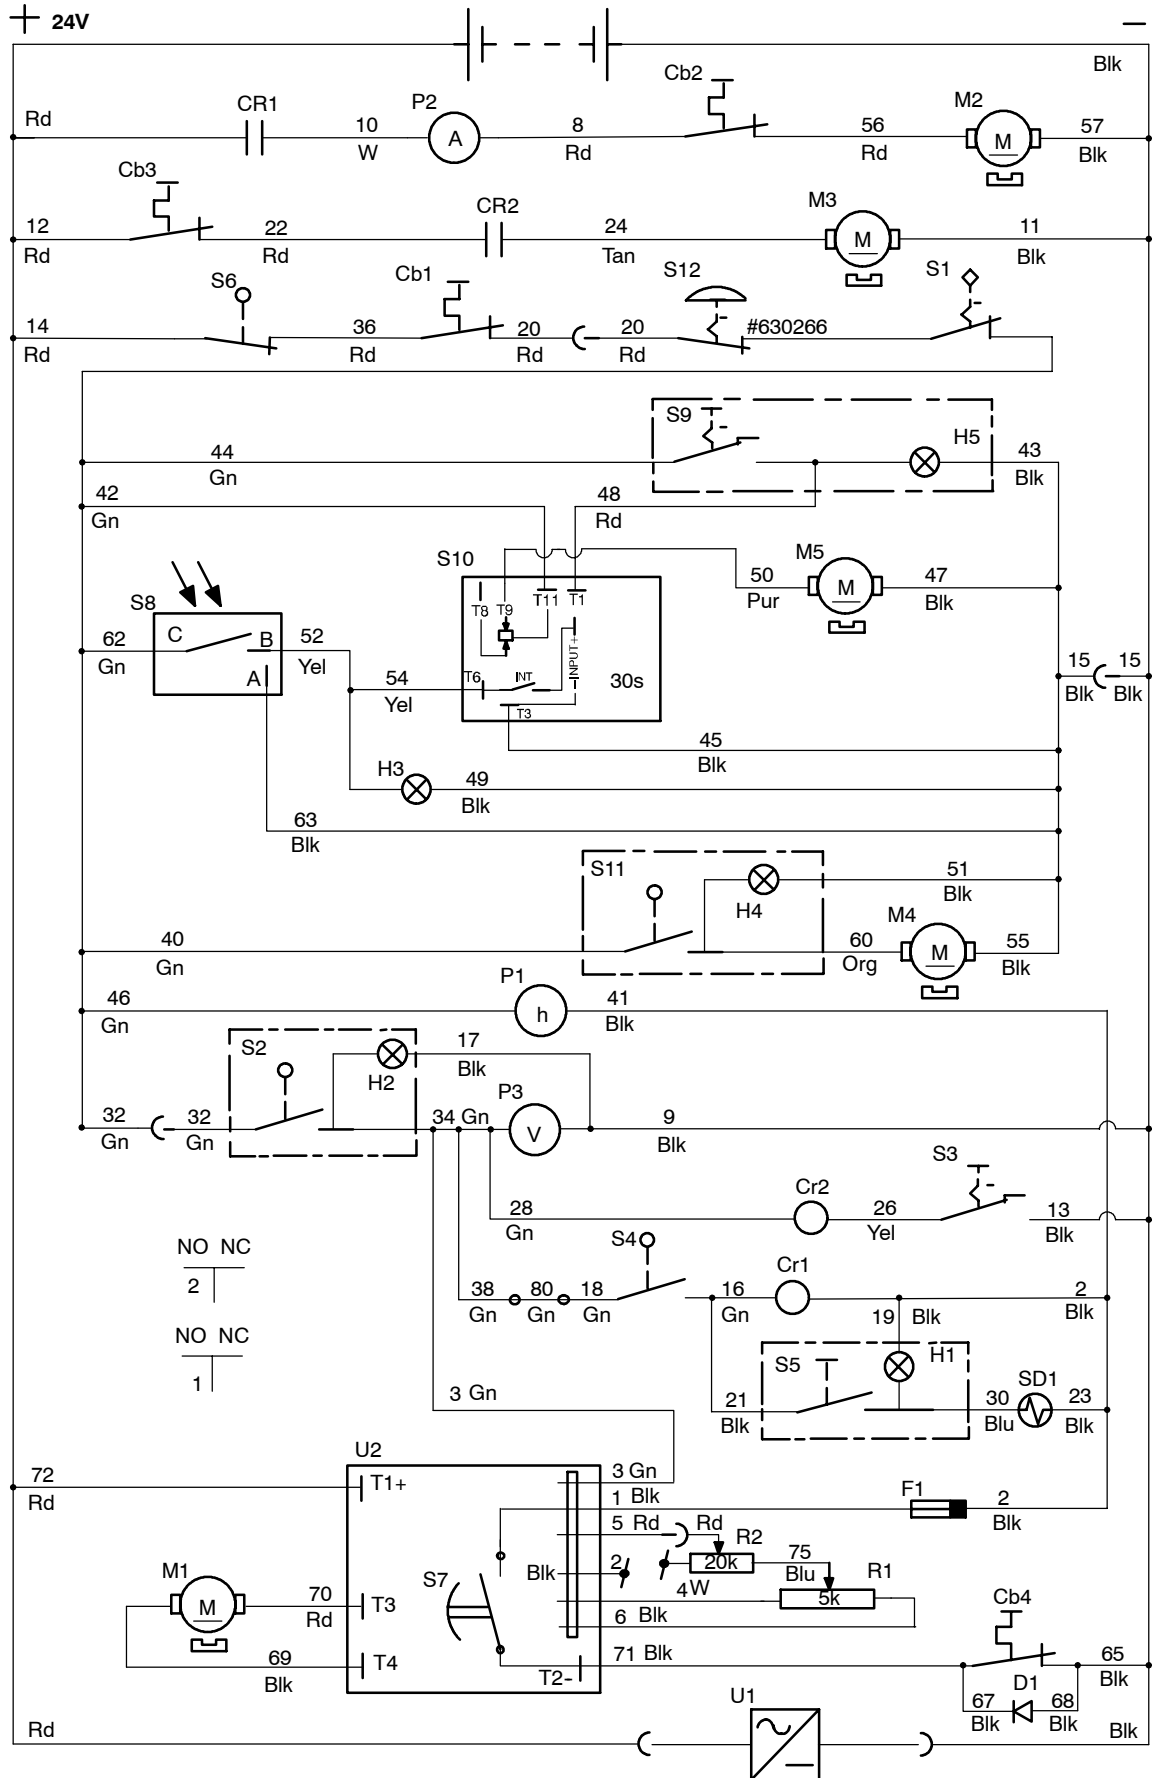 + 24V −
Blk
Rd CR1 10 W P2 A 8 Rd Cb2 56 Rd M2 M 57 Blk
12 Rd Cb3 22 Rd CR2 24 Tan M3 M 11 Blk
14 Rd S6 36 Rd Cb1 20 Rd 20 Rd S12 #630266 S1
44 Gn S9 H5 43 Blk
42 Gn 48 Rd
S10 T8 T9 T11 T1 50 Pur M5 M 47 Blk
S8 C B A
62 Gn 52 Yel
INPUT +
54 Yel T6 INT 30s
T3
15 Blk 15 Blk
45 Blk
H3 49 Blk
63 Blk
S11 H4 51 Blk
40 Gn 60 Org M4 M 55 Blk
46 Gn P1 h 41 Blk
S2 H2 17 Blk
32 Gn 32 Gn 34 Gn P3 V 9 Blk
28 Gn Cr2 26 Yel S3 13 Blk
NO NC
2
38 Gn 80 Gn 18 Gn S4 16 Gn Cr1 2 Blk
19 Blk
NO NC
1
S5 H1
21 Blk 30 Blu SD1 23 Blk
3 Gn
U2
72 Rd T1+ 3 Gn
1 Blk F1 2 Blk
5 Rd Rd R2
Blk 2 20k 75 Blu
4 W R1 5k
6 Blk
M1 M 70 Rd T3 S7
69 Blk T4 T2- 71 Blk Cb4 65 Blk
67 Blk D1 68 Blk
Rd U1 Blk